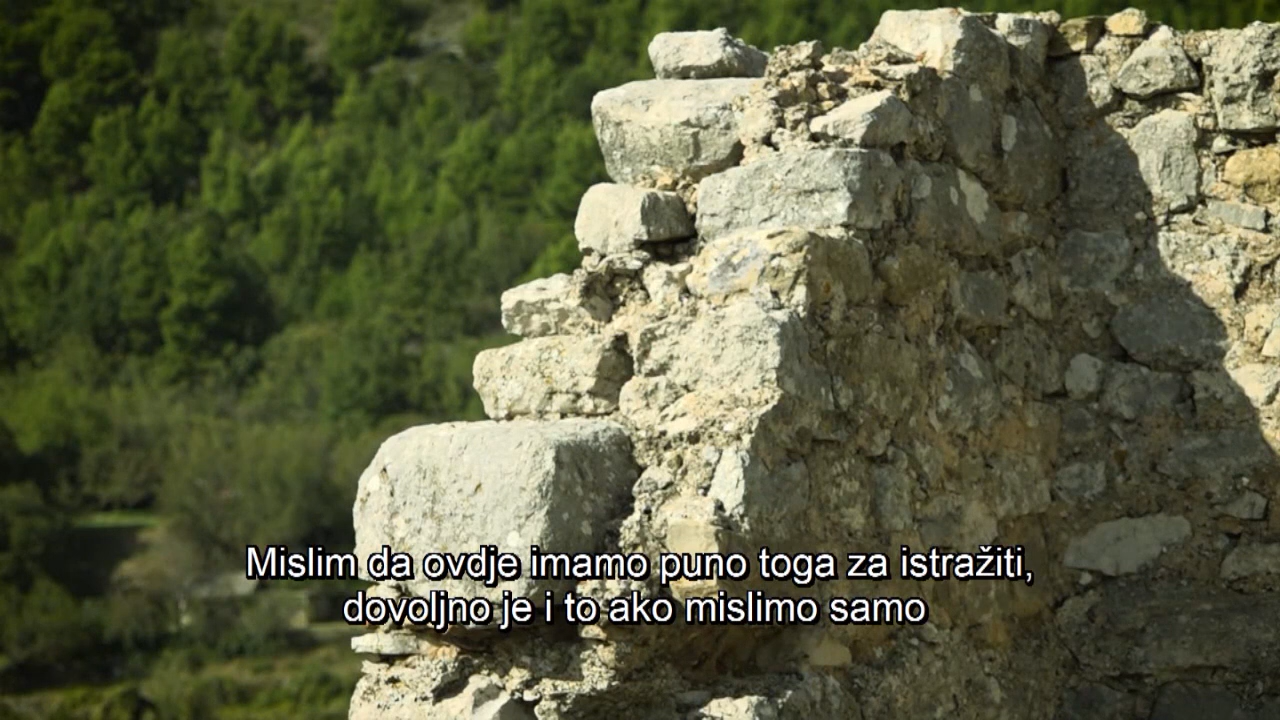 Mislim da ovdje imamo puno toga za istražiti,
dovoljno je i to ako mislimo samo